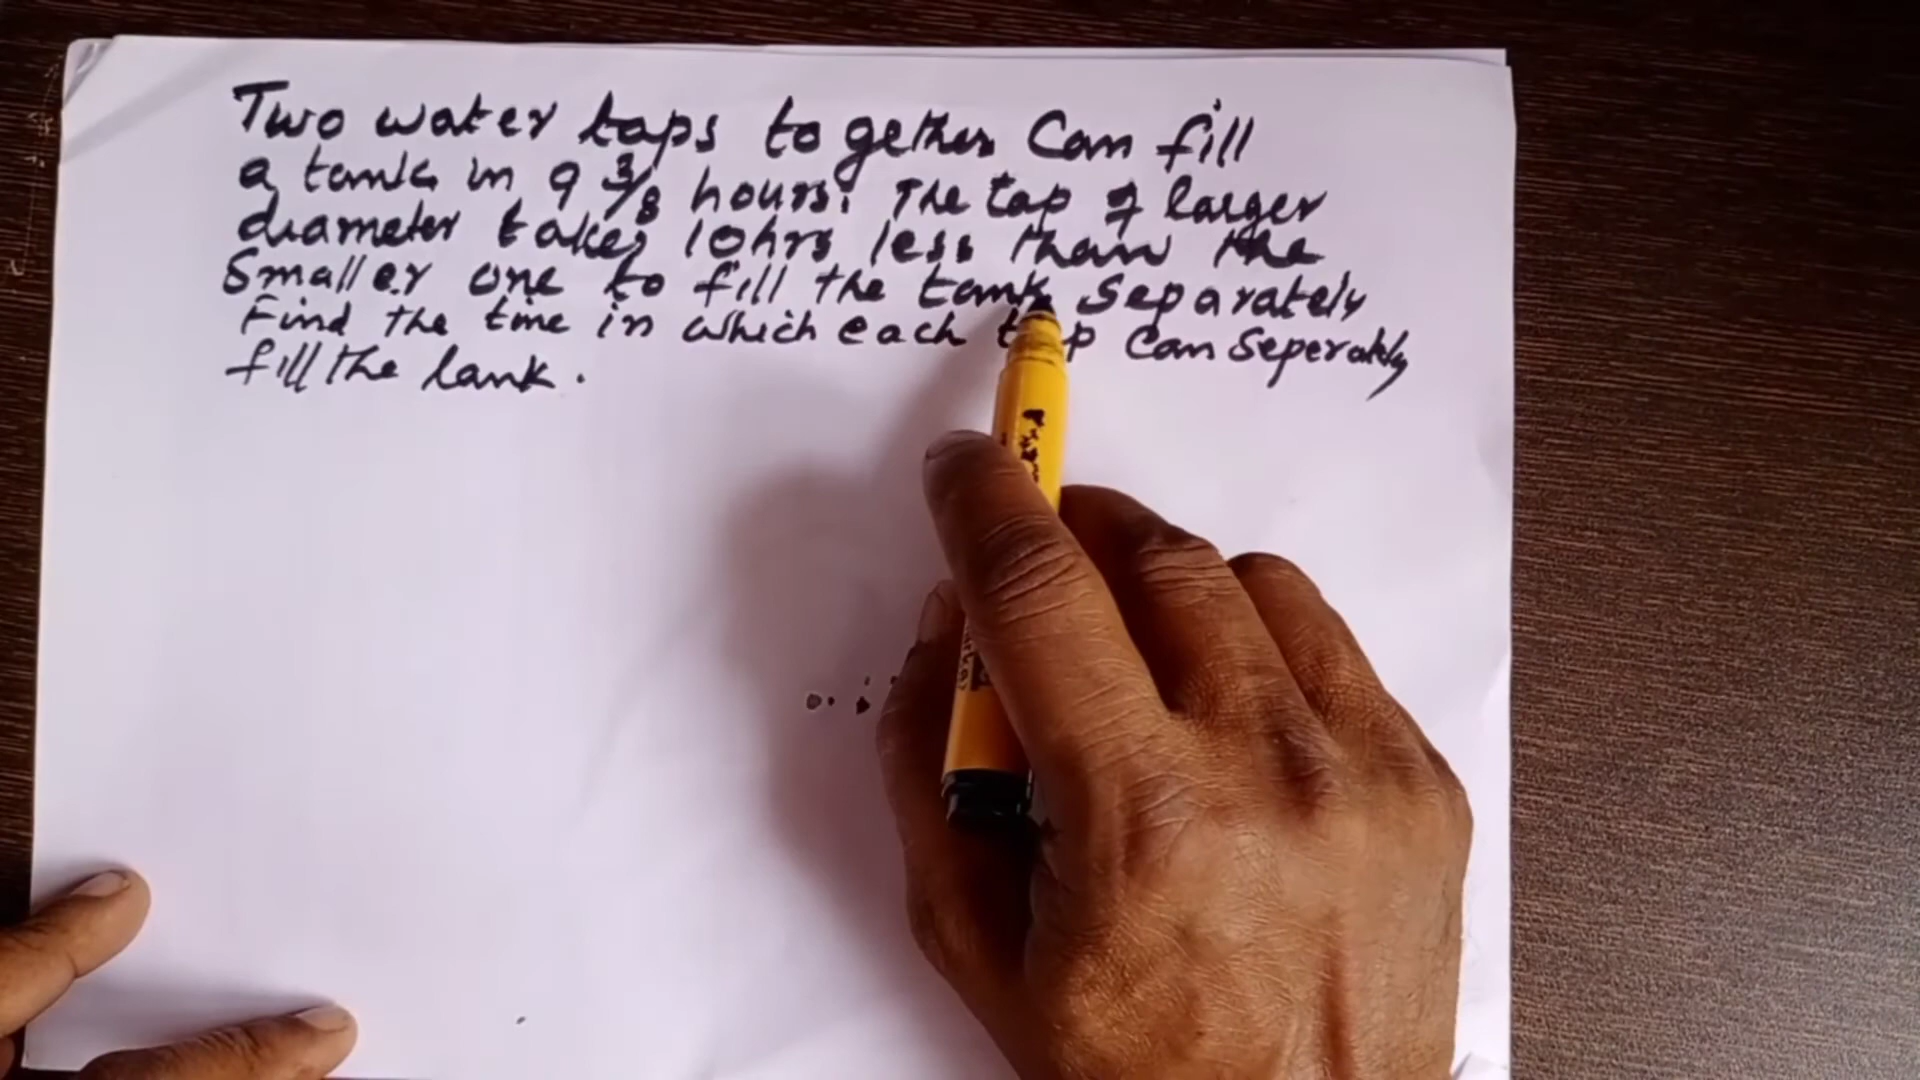 Two water taps to gether Can fill
a tank in 9 3/8 hours. The tap of larger
diameter takes 10hrs less than the
Smaller one to fill the tank Separately
Find the time in which each tap Can Seperately
fill the tank.